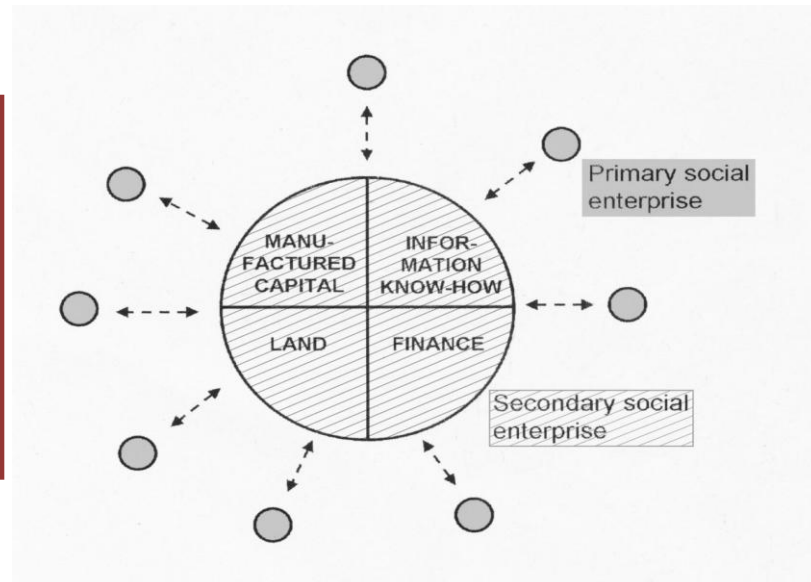 Primary social
enterprise
MANU-
FACTURED
CAPITAL
INFOR-
MATION
KNOW-HOW
LAND
FINANCE
Secondary social
enterprise